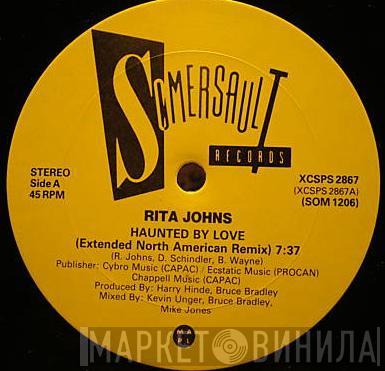 SOMERSAULT
RECORDS
STEREO
Side A
45 RPM
XCSPS 2867
(XCSPS 2867A)
(SOM 1206)
RITA JOHNS
HAUNTED BY LOVE
(Extended North American Remix) 7:37
(R. Johns, D. Schindler, B. Wayne)
Publisher: Cybro Music (CAPAC) / Ecstatic Music (PROCAN)
Chappell Music (CAPAC)
Produced By: Harry Hinde, Bruce Bradley
Mixed By: Kevin Unger, Bruce Bradley,
Mike Jones
МАРКЕТ ВИНИЛА